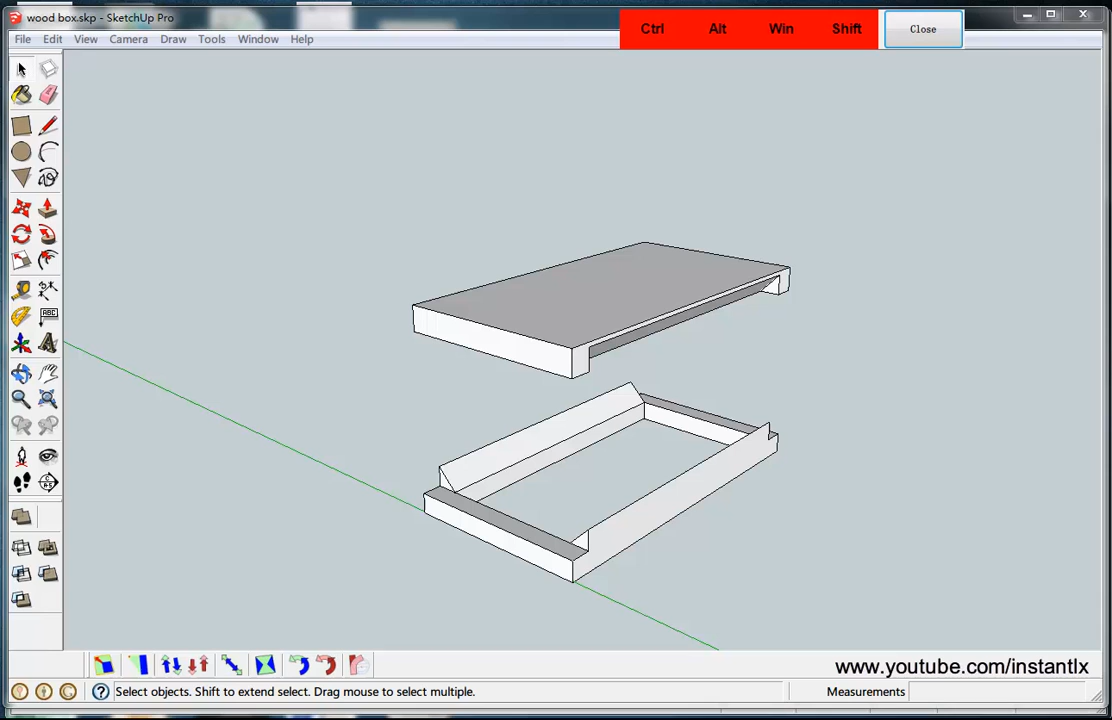 wood box.skp - SketchUp Pro
Ctrl Alt Win Shift Close
File Edit View Camera Draw Tools Window Help
ABC
A
www.youtube.com/instantlx
Select objects. Shift to extend select. Drag mouse to select multiple.
Measurements